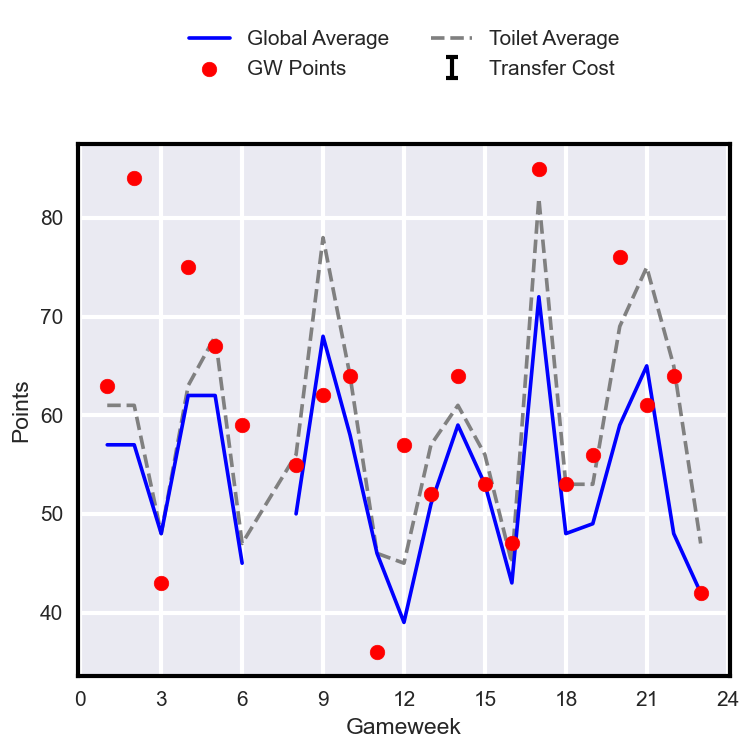 Global Average
Toilet Average
GW Points
Transfer Cost
80
70
60
50
40
Points
0 3 6 9 12 15 18 21 24
Gameweek